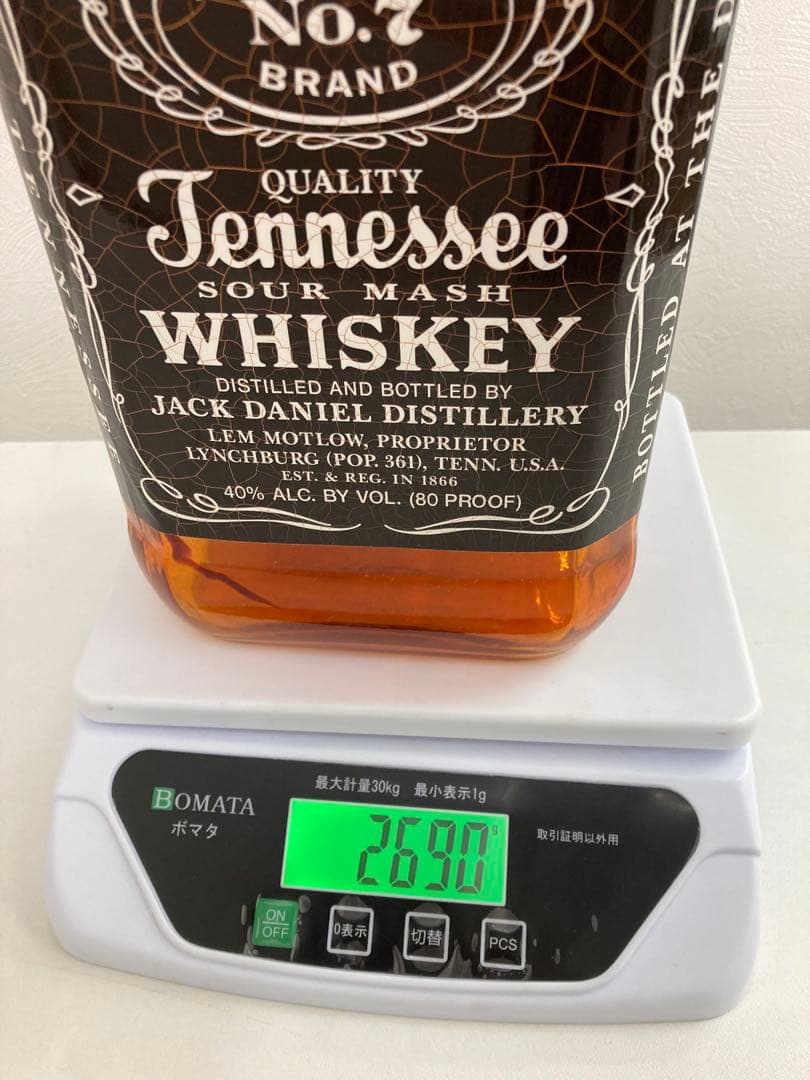 No.7
BRAND
QUALITY
Tennessee
SOUR MASH
WHISKEY
DISTILLED AND BOTTLED BY
JACK DANIEL DISTILLERY
LEM MOTLOW, PROPRIETOR
LYNCHBURG (POP. 361), TENN. U.S.A.
EST. & REG. IN 1866
40% ALC. BY VOL. (80 PROOF)
BOTTLED AT THE
BOMATA
ボマタ
最大計量30kg 最小表示1g
2690 g
取引証明以外用
ON
OFF
0表示
切替
PCS